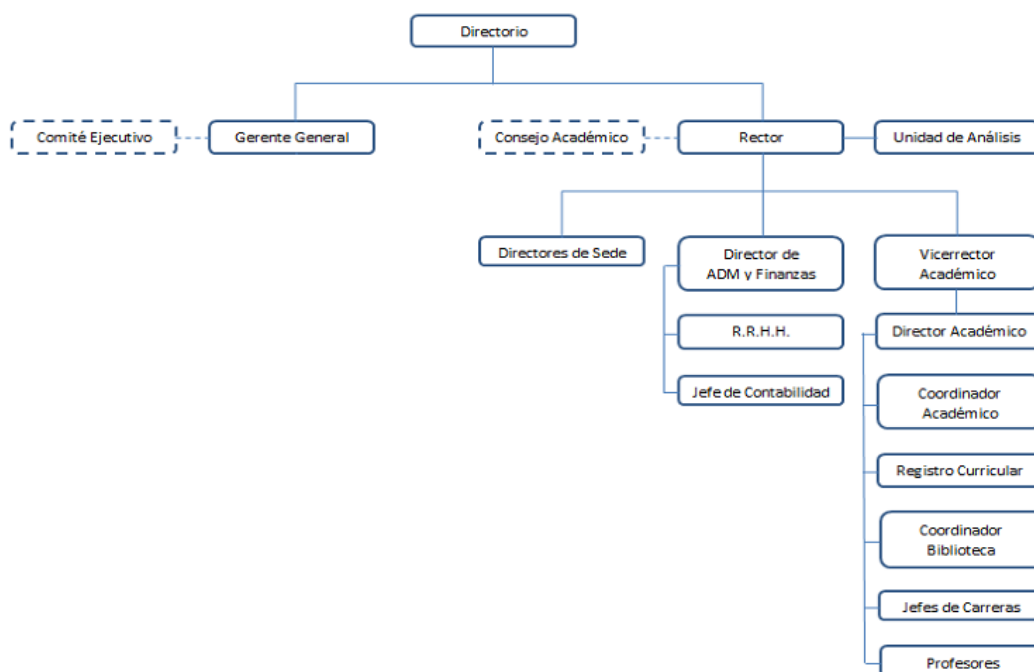 Directorio
Comité Ejecutivo
Gerente General
Consejo Académico
Rector
Unidad de Análisis
Directores de Sede
Director de
ADM y Finanzas
Vicerrector
Académico
R.R.H.H.
Director Académico
Jefe de Contabilidad
Coordinador
Académico
Registro Curricular
Coordinador
Biblioteca
Jefes de Carreras
Profesores